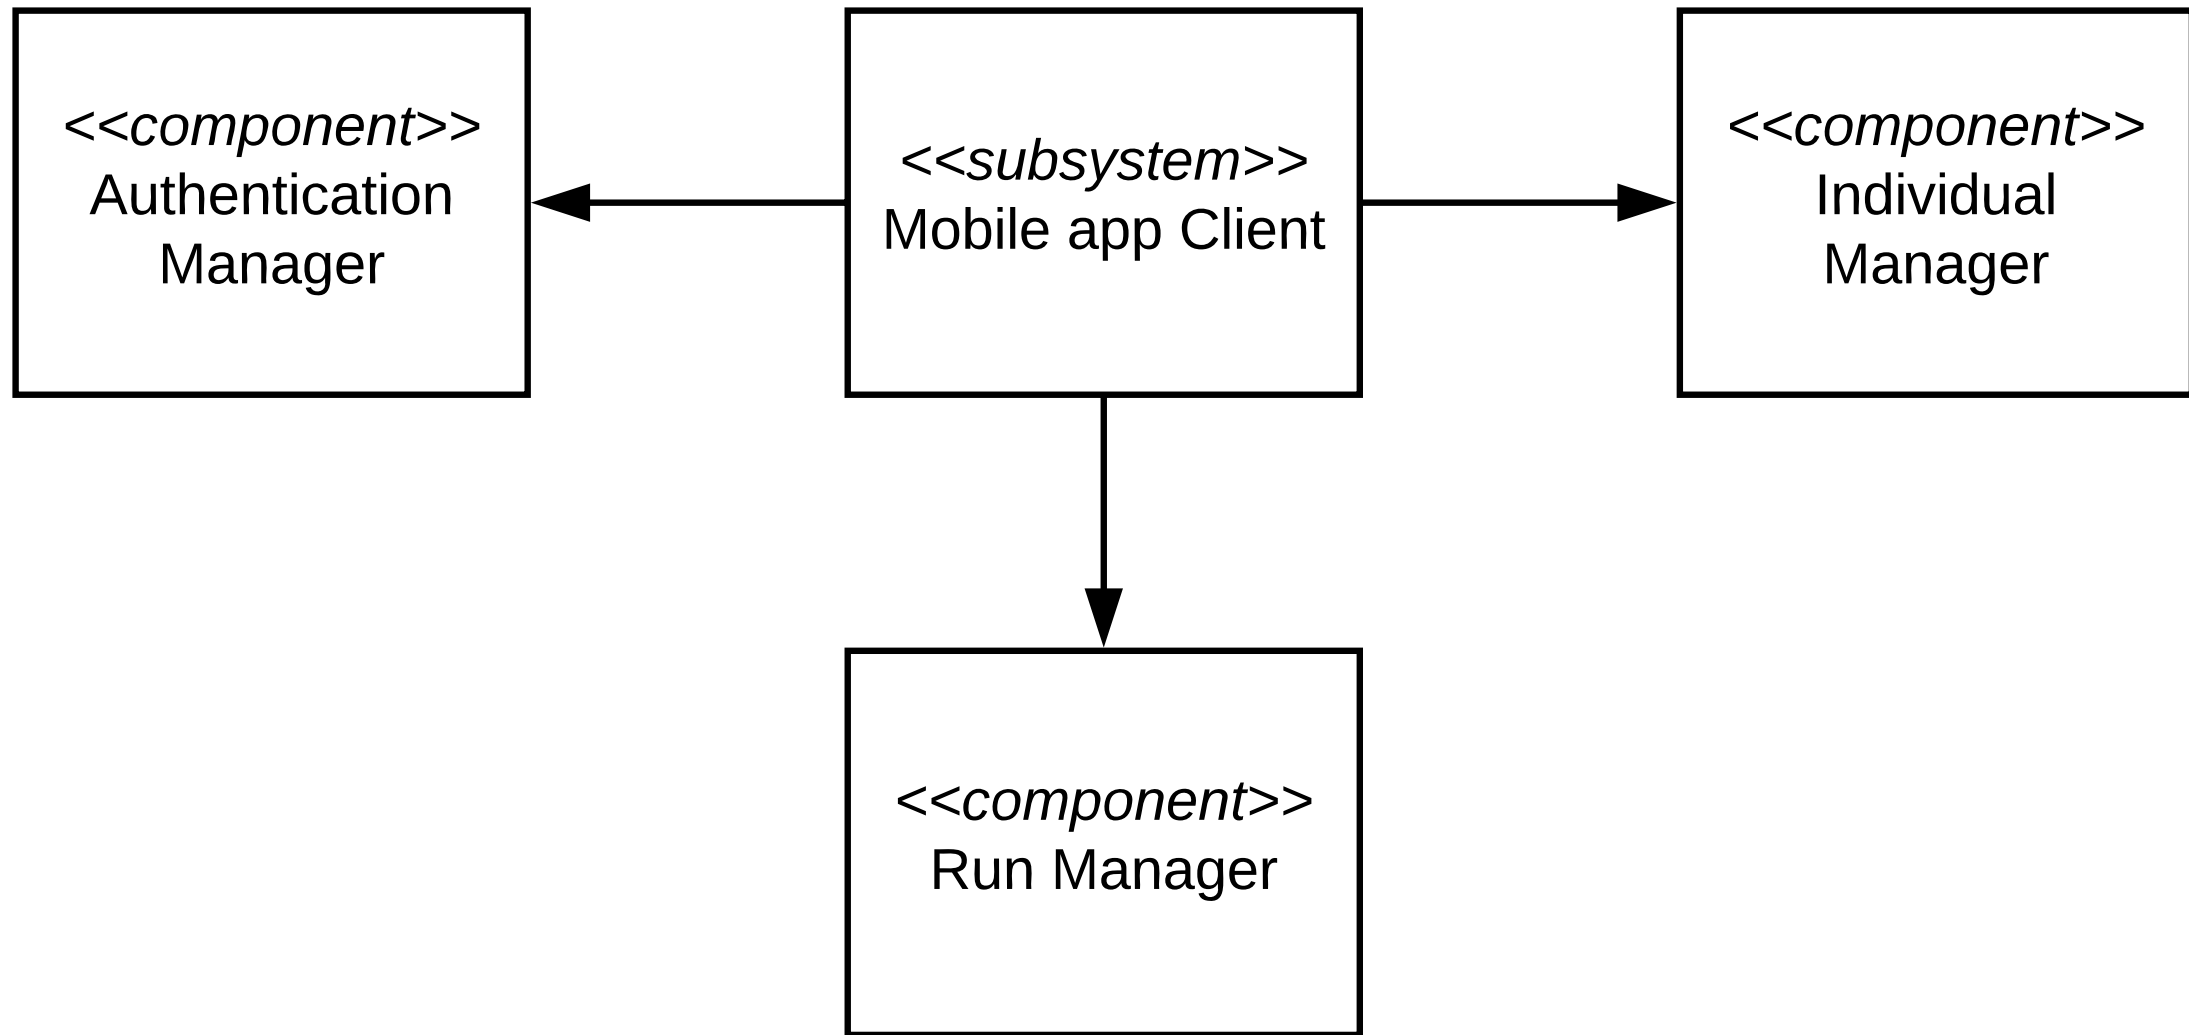 <<component>>
Authentication
Manager
<<subsystem>>
Mobile app Client
<<component>>
Individual
Manager
<<component>>
Run Manager